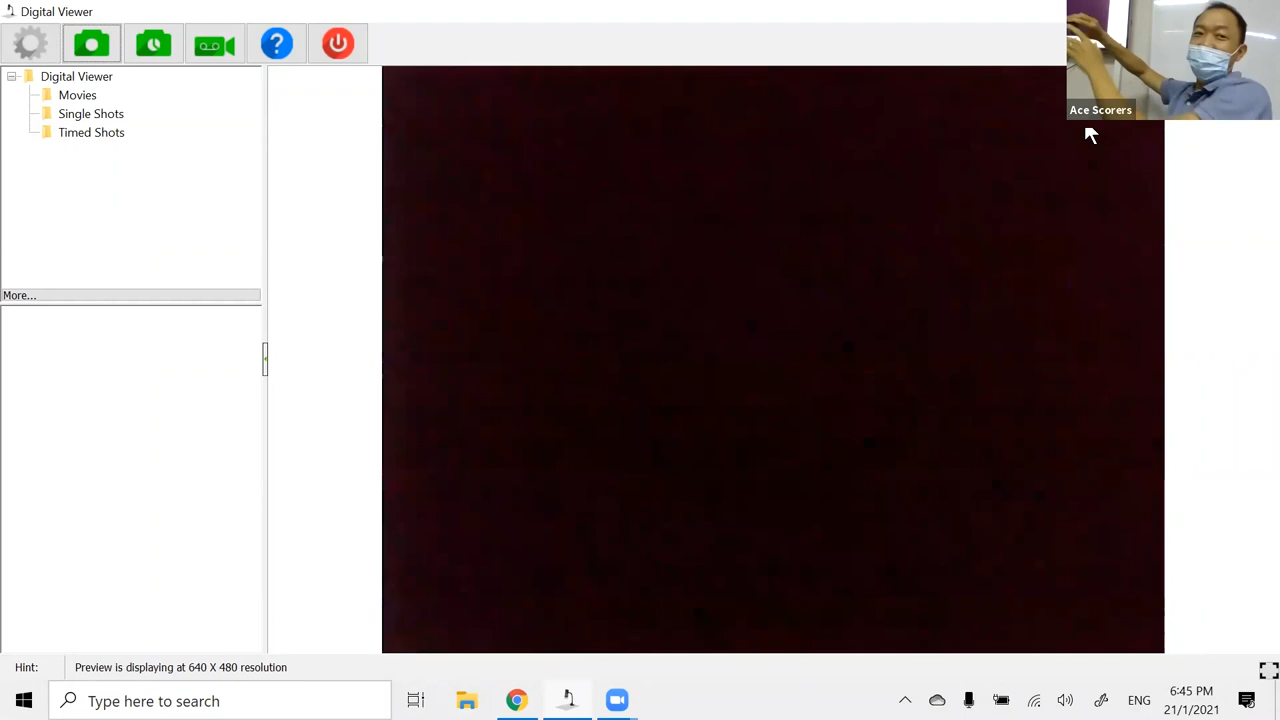 Digital Viewer
Digital Viewer
Movies
Single Shots
Timed Shots
More...
Ace Scorers
Hint:
Preview is displaying at 640 X 480 resolution
Type here to search
ENG
6:45 PM
21/1/2021